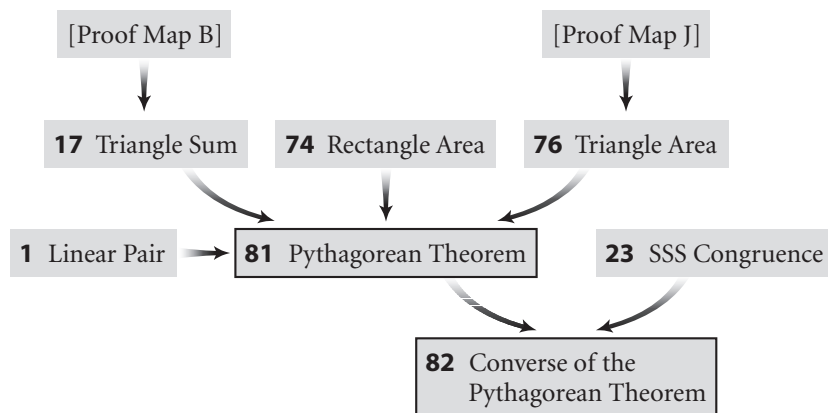 [Proof Map B]
[Proof Map J]
17 Triangle Sum
74 Rectangle Area
76 Triangle Area
1 Linear Pair
81 Pythagorean Theorem
23 SSS Congruence
82 Converse of the
Pythagorean Theorem